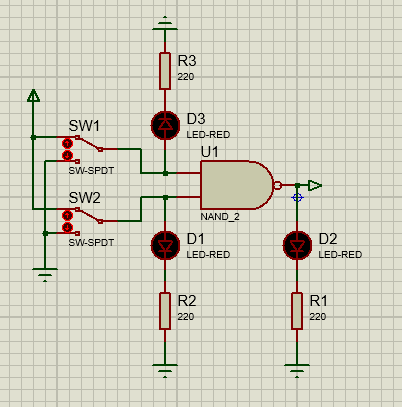 R3
220
D3
LED-RED
SW1
SW-SPDT
U1
NAND_2
SW2
SW-SPDT
D1
LED-RED
D2
LED-RED
R2
220
R1
220